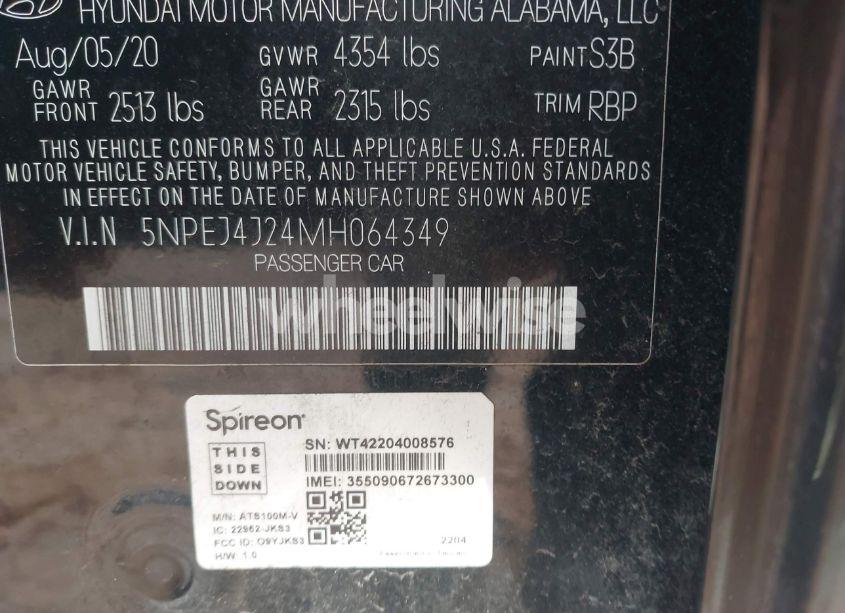 HYUNDAI MOTOR MANUFACTURING ALABAMA, LLC
Aug/05/20 GVWR 4354 lbs PAINT S3B
GAWR FRONT 2513 lbs GAWR REAR 2315 lbs TRIM RBP
THIS VEHICLE CONFORMS TO ALL APPLICABLE U.S.A. FEDERAL
MOTOR VEHICLE SAFETY, BUMPER, AND THEFT PREVENTION STANDARDS
IN EFFECT ON THE DATE OF MANUFACTURE SHOWN ABOVE
V.I.N 5NPEJ4J24MH064349
PASSENGER CAR
wheelwise
Spireon
SN: WT42204008576
THIS
SIDE
DOWN
IMEI: 355090672673300
M/N: ATS100M-V
IC: 22962-JKS3
FCC ID: O9YJKS3
H/W: 1.0
2204